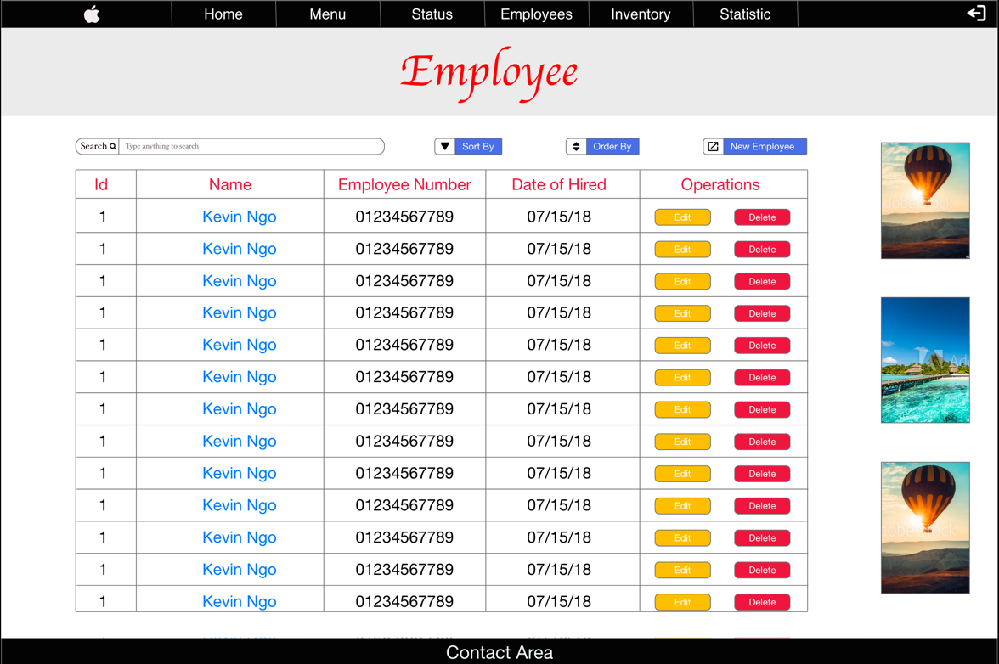 Home Menu Status Employees Inventory Statistic
Employee
Search Type anything to search Sort By Order By New Employee
Id Name Employee Number Date of Hired Operations
1 Kevin Ngo 01234567789 07/15/18 Edit Delete
1 Kevin Ngo 01234567789 07/15/18 Edit Delete
1 Kevin Ngo 01234567789 07/15/18 Edit Delete
1 Kevin Ngo 01234567789 07/15/18 Edit Delete
1 Kevin Ngo 01234567789 07/15/18 Edit Delete
1 Kevin Ngo 01234567789 07/15/18 Edit Delete
1 Kevin Ngo 01234567789 07/15/18 Edit Delete
1 Kevin Ngo 01234567789 07/15/18 Edit Delete
1 Kevin Ngo 01234567789 07/15/18 Edit Delete
1 Kevin Ngo 01234567789 07/15/18 Edit Delete
1 Kevin Ngo 01234567789 07/15/18 Edit Delete
1 Kevin Ngo 01234567789 07/15/18 Edit Delete
1 Kevin Ngo 01234567789 07/15/18 Edit Delete
Contact Area